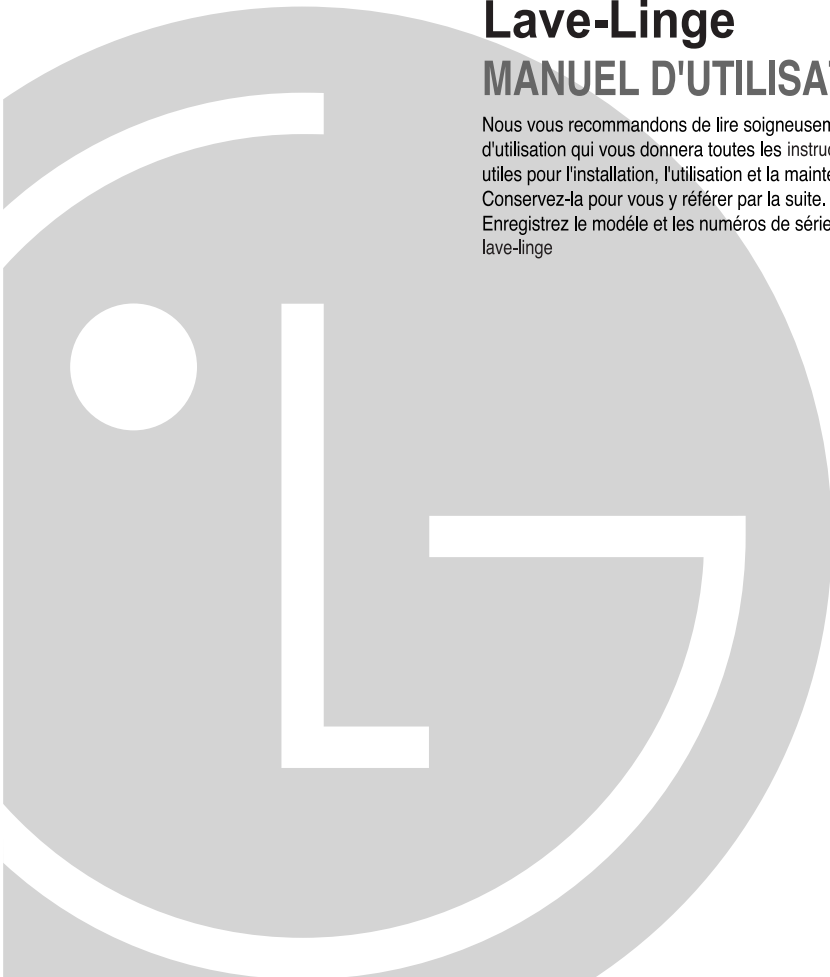 Lave-Linge
MANUEL D'UTILISAT
Nous vous recommandons de lire soigneusem
d'utilisation qui vous donnera toutes les instruc
utiles pour l'installation, l'utilisation et la mainte
Conservez-la pour vous y référer par la suite.
Enregistrez le modéle et les numéros de série
lave-linge